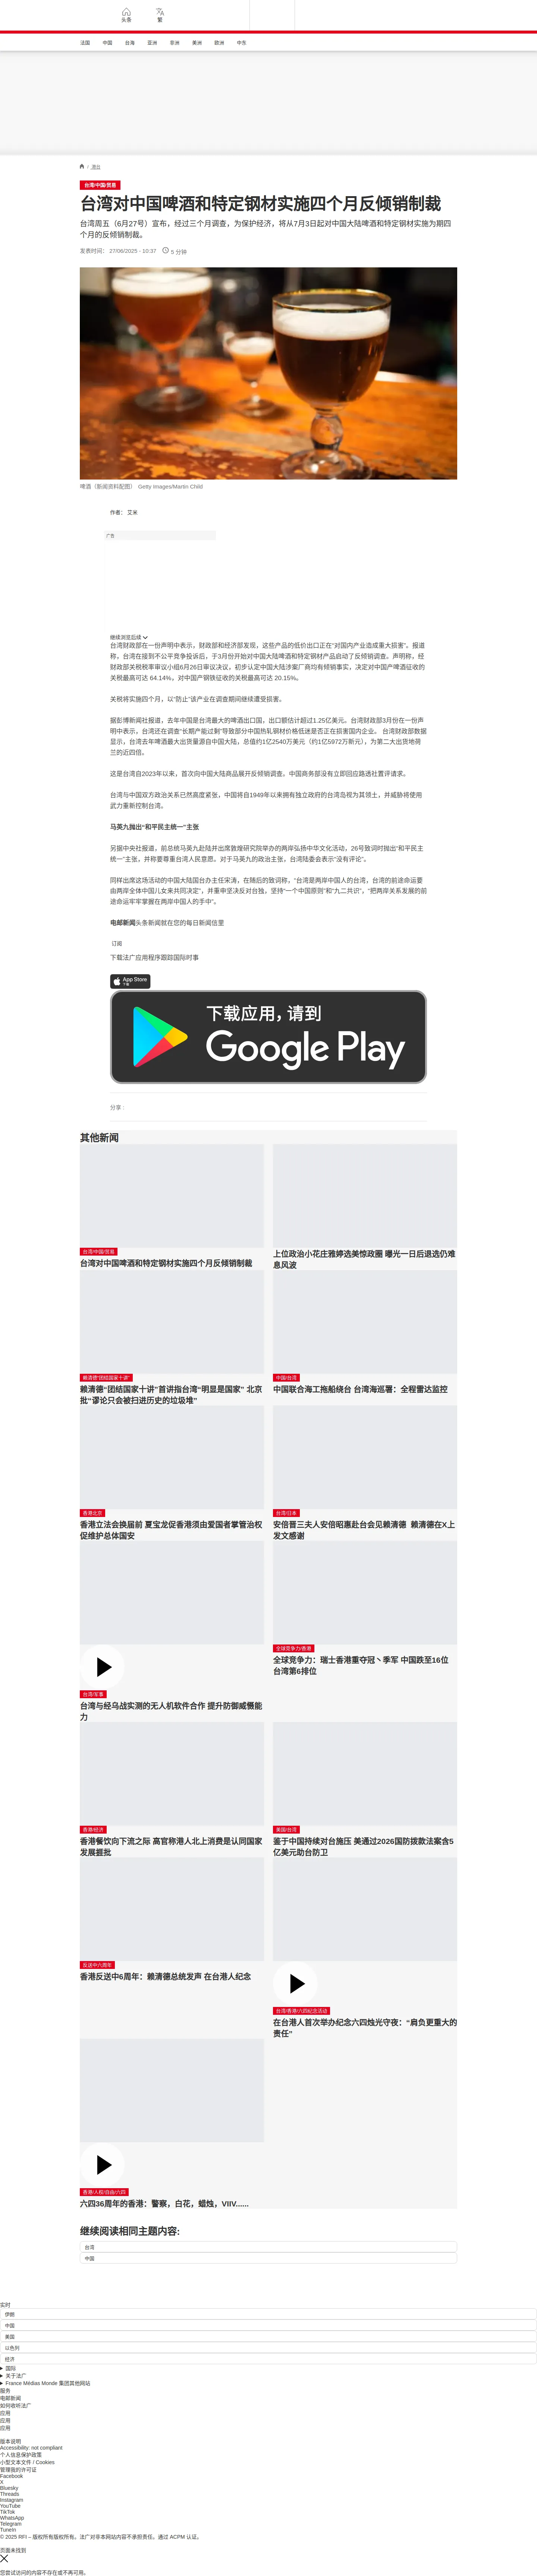 头条
繁
法国
中国
台海
亚洲
非洲
美洲
欧洲
中东
/ 港台
台湾/中国/贸易
台湾对中国啤酒和特定钢材实施四个月反倾销制裁
台湾周五（6月27号）宣布，经过三个月调查，为保护经济，将从7月3日起对中国大陆啤酒和特定钢材实施为期四
个月的反倾销制裁。
发表时间： 27/06/2025 - 10:37
5 分钟
啤酒（新闻资料配图） Getty Images/Martin Child
作者： 艾米
广告
继续浏览后续
台湾财政部在一份声明中表示，财政部和经济部发现，这些产品的低价出口正在“对国内产业造成重大损害”。报道
称，台湾在接到不公平竞争投诉后，于3月份开始对中国大陆啤酒和特定钢材产品启动了反倾销调查。声明称，经
财政部关税税率审议小组6月26日审议决议，初步认定中国大陆涉案厂商均有倾销事实，决定对中国产啤酒征收的
关税最高可达 64.14%，对中国产钢铁征收的关税最高可达 20.15%。
关税将实施四个月，以“防止”该产业在调查期间继续遭受损害。
据彭博新闻社报道，去年中国是台湾最大的啤酒出口国，出口额估计超过1.25亿美元。台湾财政部3月份在一份声
明中表示，台湾还在调查“长期产能过剩”导致部分中国热轧钢材价格低迷是否正在损害国内企业。 台湾财政部数据
显示，台湾去年啤酒最大出货量源自中国大陆，总值约1亿2540万美元（约1亿5972万新元），为第二大出货地荷
兰的近四倍。
这是台湾自2023年以来，首次向中国大陆商品展开反倾销调查。中国商务部没有立即回应路透社置评请求。
台湾与中国双方政治关系已然高度紧张，中国将自1949年以来拥有独立政府的台湾岛视为其领土，并威胁将使用
武力重新控制台湾。
马英九抛出“和平民主统一”主张
另据中央社报道，前总统马英九赴陆并出席敦煌研究院举办的两岸弘扬中华文化活动，26号致词时抛出“和平民主
统一”主张，并称要尊重台湾人民意愿。对于马英九的政治主张，台湾陆委会表示“没有评论”。
同样出席这场活动的中国大陆国台办主任宋涛，在随后的致词称，“台湾是两岸中国人的台湾，台湾的前途命运要
由两岸全体中国儿女来共同决定”，并重申坚决反对台独，坚持“一个中国原则”和“九二共识”，“把两岸关系发展的前
途命运牢牢掌握在两岸中国人的手中”。
电邮新闻头条新闻就在您的每日新闻信里
订阅
下载法广应用程序跟踪国际时事
App Store
下载
下载应用，请到
Google Play
分享 :
其他新闻
台湾/中国/贸易
台湾对中国啤酒和特定钢材实施四个月反倾销制裁
上位政治小花庄雅婷选美惊政圈 曝光一日后退选仍难
息风波
赖清德“团结国家十讲”
赖清德“团结国家十讲”首讲指台湾“明显是国家” 北京
批“谬论只会被扫进历史的垃圾堆”
中国/台湾
中国联合海工拖船绕台 台湾海巡署：全程雷达监控
香港北京
香港立法会换届前 夏宝龙促香港须由爱国者掌管治权
促维护总体国安
台湾/日本
安倍晋三夫人安倍昭惠赴台会见赖清德 赖清德在X上
发文感谢
台湾/军事
台湾与经乌战实测的无人机软件合作 提升防御威慑能
力
全球竞争力/香港
全球竞争力：瑞士香港重夺冠丶季军 中国跌至16位
台湾第6排位
香港/经济
香港餐饮向下流之际 高官称港人北上消费是认同国家
发展捱批
美国/台湾
鉴于中国持续对台施压 美通过2026国防拨款法案含5
亿美元助台防卫
反送中六周年
香港反送中6周年：赖清德总统发声 在台港人纪念
台湾/香港/六四纪念活动
在台港人首次举办纪念六四烛光守夜：“肩负更重大的
责任”
香港/人权/自由/六四
六四36周年的香港：警察，白花，蜡烛，VIIV......
继续阅读相同主题内容:
台湾
中国
实时
伊朗
中国
美国
以色列
经济
国际
关于法广
France Médias Monde 集团其他网站
服务
电邮新闻
如何收听法广
应用
应用
应用
版本说明
Accessibility: not compliant
个人信息保护政策
小型文本文件 / Cookies
管理我的许可证
Facebook
X
Bluesky
Threads
Instagram
YouTube
TikTok
WhatsApp
Telegram
TuneIn
© 2025 RFI – 版权所有版权所有。法广对非本网站内容不承担责任。通过 ACPM 认证。
页面未找到
您尝试访问的内容不存在或不再可用。